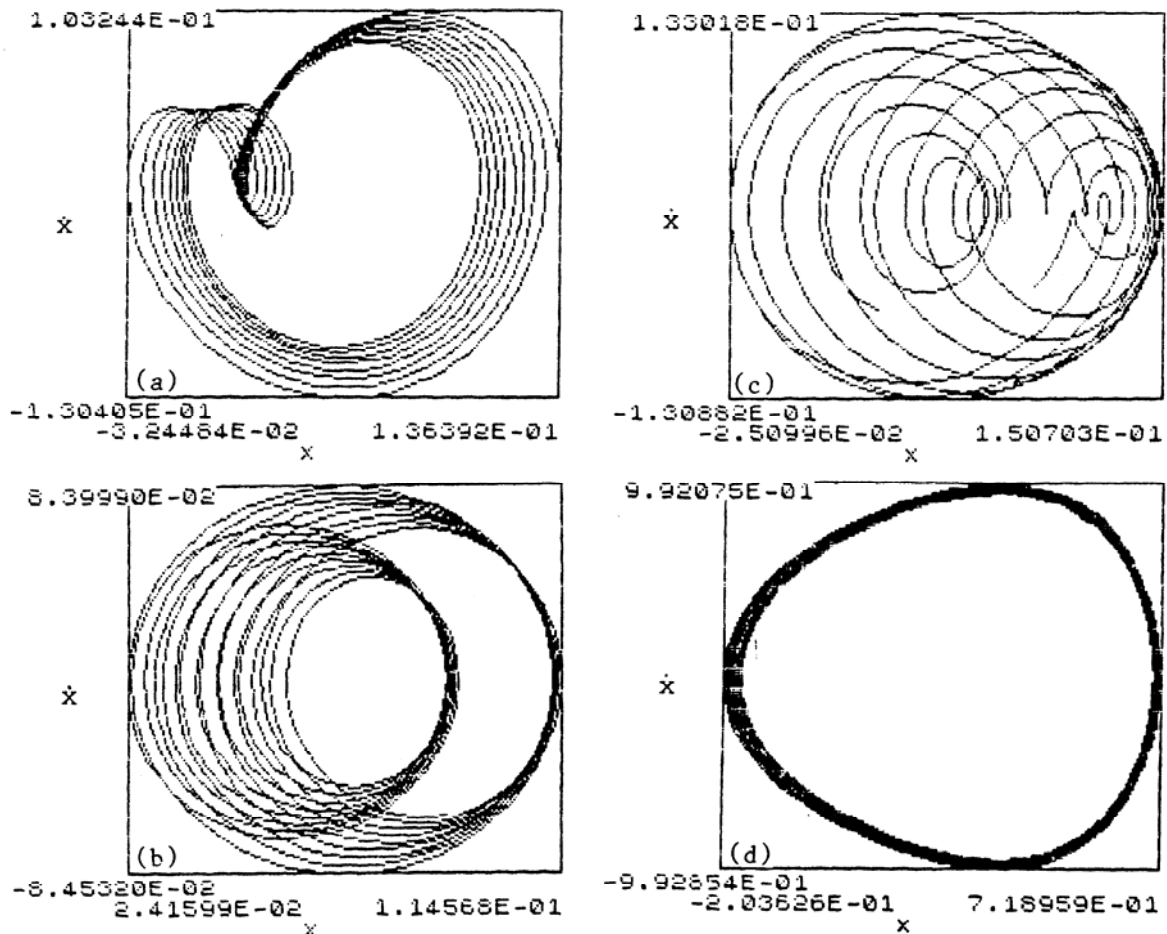 1.03244E-01
ẋ
(a)
-1.30405E-01
-3.24484E-02 1.36392E-01
x
1.33018E-01
ẋ
(c)
-1.30882E-01
-2.50996E-02 1.50703E-01
x
8.39990E-02
ẋ
(b)
-8.45320E-02
2.41599E-02 1.14568E-01
x
9.92075E-01
ẋ
(d)
-9.92854E-01
-2.03626E-01 7.18959E-01
x